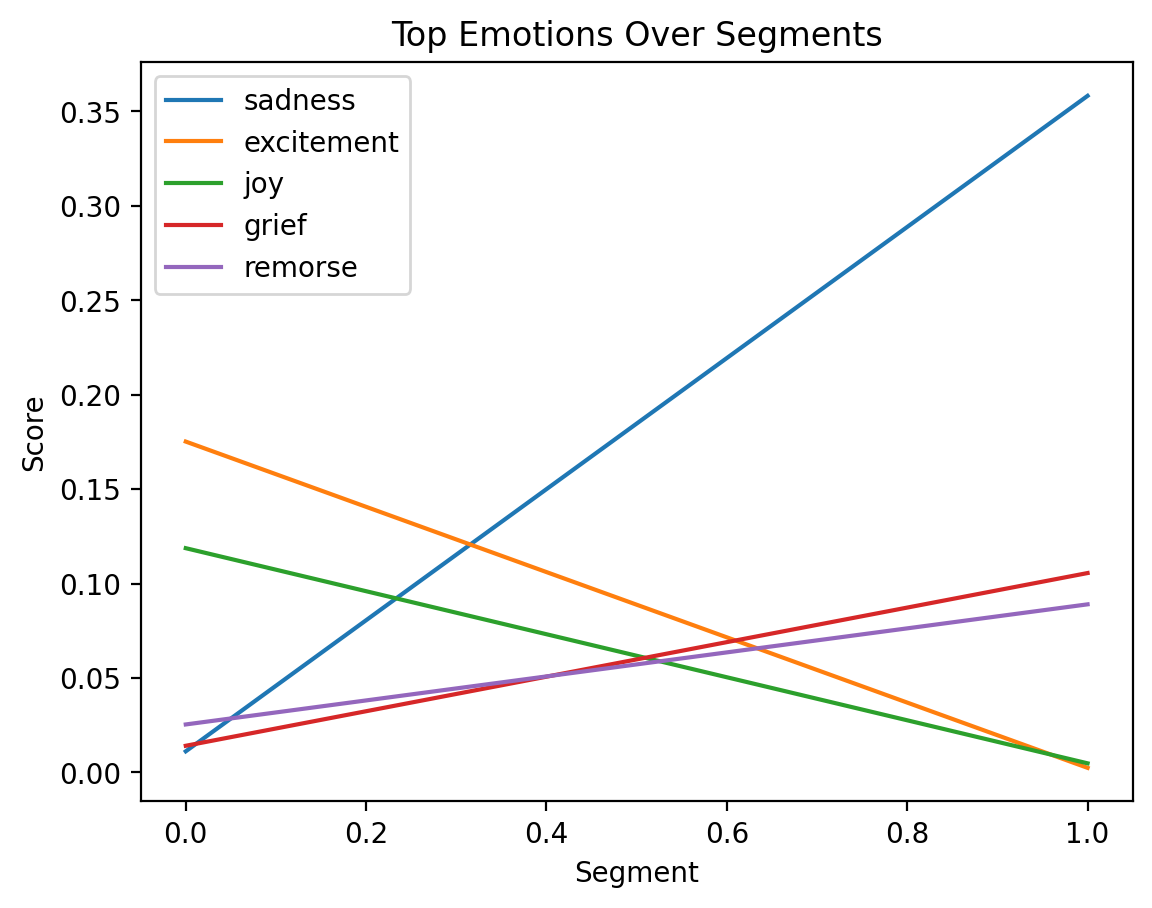 Top Emotions Over Segments
sadness
excitement
joy
grief
remorse
Score
0.35
0.30
0.25
0.20
0.15
0.10
0.05
0.00
0.0 0.2 0.4 0.6 0.8 1.0
Segment